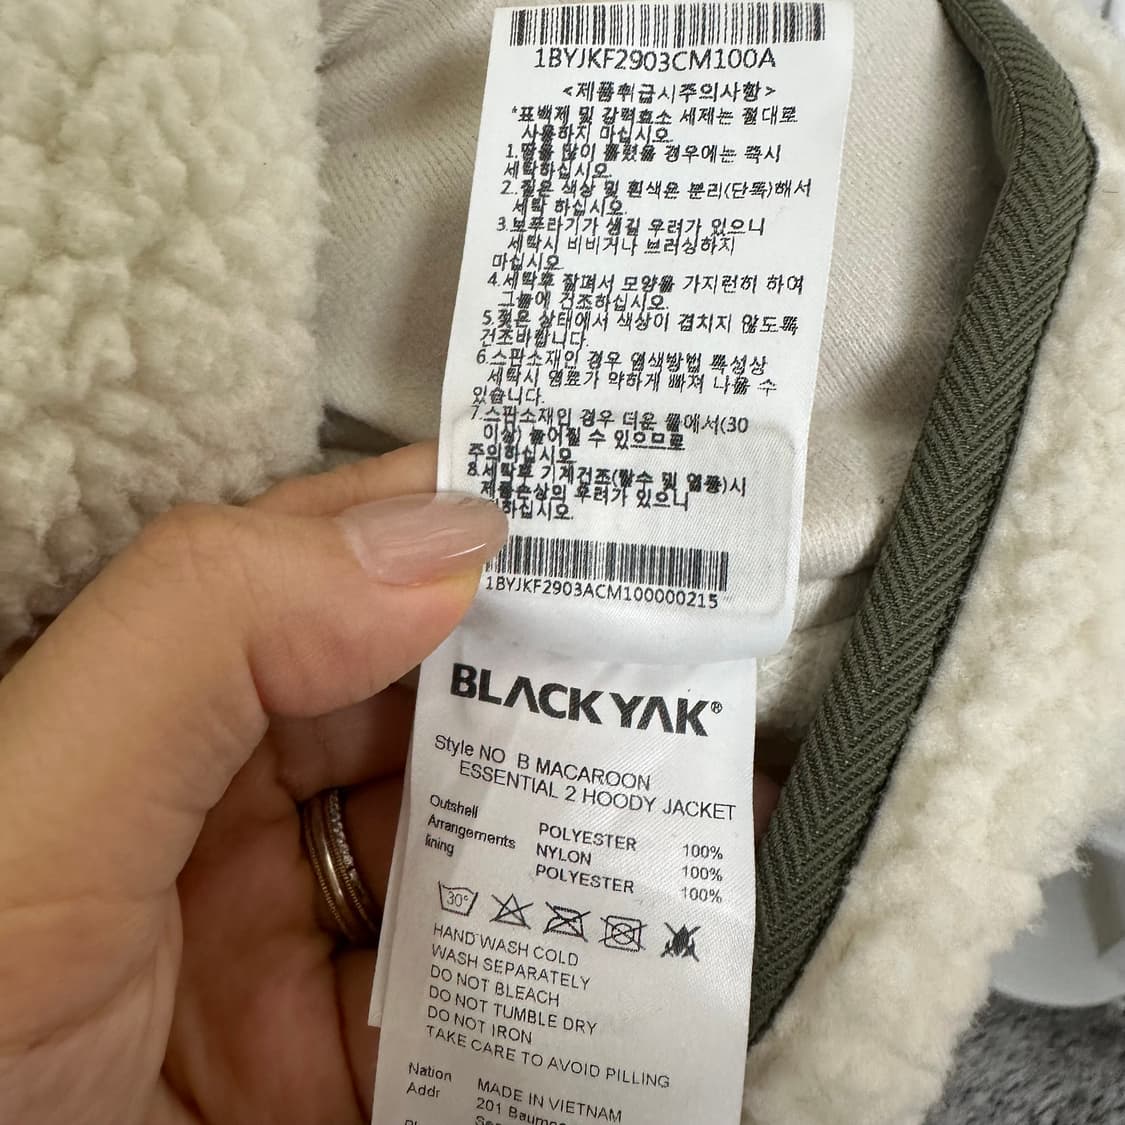 1BYJKF2903CM100A
<제품취급시주의사항>
*표백제 및 강력효소 세제는 절대로
사용하지 마십시오.
1.땀을 많이 흘렸을 경우에는 즉시
세탁하십시오.
2.짙은 색상 및 흰색은 분리(단독)해서
세탁 하십시오.
3.보푸라기가 생길 우려가 있으니
세탁시 비비거나 브러싱하지
마십시오.
4.세탁후 잘펴서 모양을 가지런히 하여
그늘에 건조하십시오.
5.젖은 상태에서 색상이 겹치지 않도록
건조바랍니다.
6.스판소재인 경우 염색방법 특성상
세탁시 염료가 약하게 빠져 나올 수
있습니다.
7.스판소재인 경우 더운 물에서(30
이상) 늘어질 수 있으므로
주의하십시오.
8.세탁후 기계건조(탈수 및 열풍)시
제품손상의 우려가 있으니
하십시오.
1BYJKF2903ACM100000215
BLACKYAK®
Style NO B MACAROON
ESSENTIAL 2 HOODY JACKET
Outshell POLYESTER 100%
Arrangements NYLON 100%
lining POLYESTER 100%
30°
HAND WASH COLD
WASH SEPARATELY
DO NOT BLEACH
DO NOT TUMBLE DRY
DO NOT IRON
TAKE CARE TO AVOID PILLING
Nation MADE IN VIETNAM
Addr 201